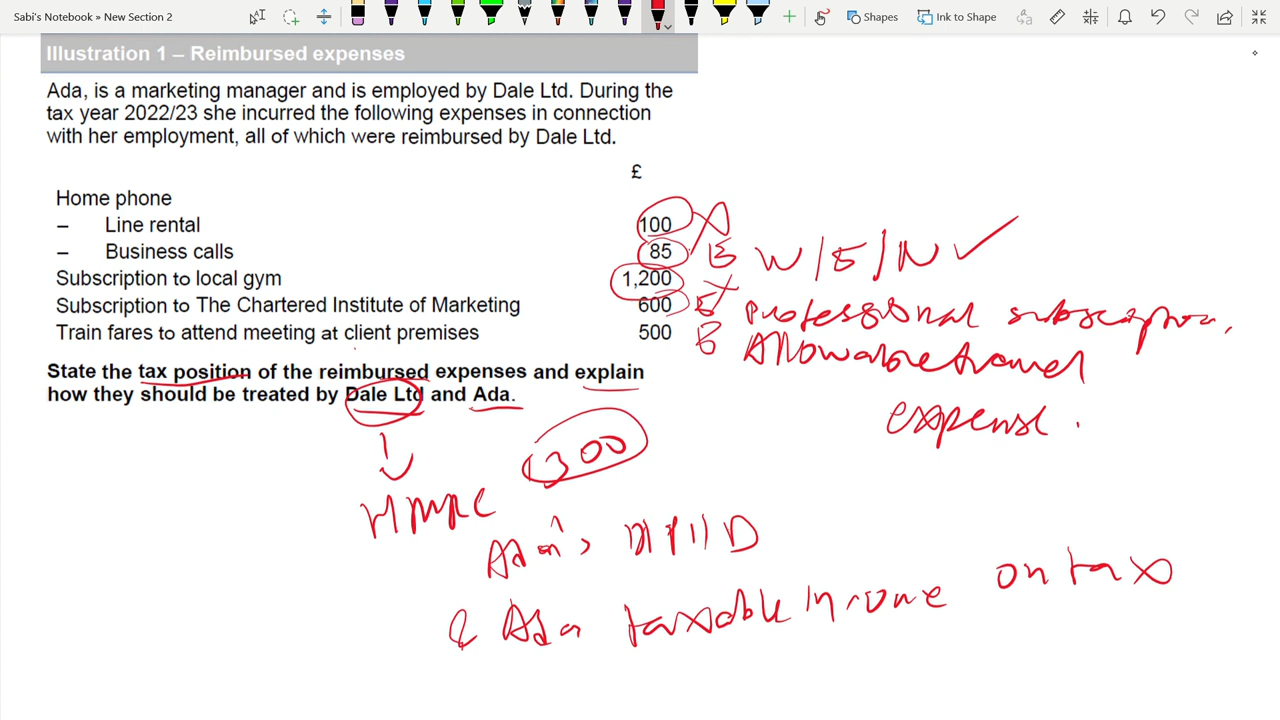 Sabi's Notebook » New Section 2
Shapes
Ink to Shape
Illustration 1 – Reimbursed expenses
Ada, is a marketing manager and is employed by Dale Ltd. During the
tax year 2022/23 she incurred the following expenses in connection
with her employment, all of which were reimbursed by Dale Ltd.
£
Home phone
– Line rental 100
– Business calls 85 E W/E/N ✓
Subscription to local gym 1,200
Subscription to The Chartered Institute of Marketing 600 E Professional subscription,
Train fares to attend meeting at client premises 500 E Allowable travel
expense.
State the tax position of the reimbursed expenses and explain
how they should be treated by Dale Ltd and Ada.
1300
HMRC
Ada's P11D
& Ada taxable income on tax